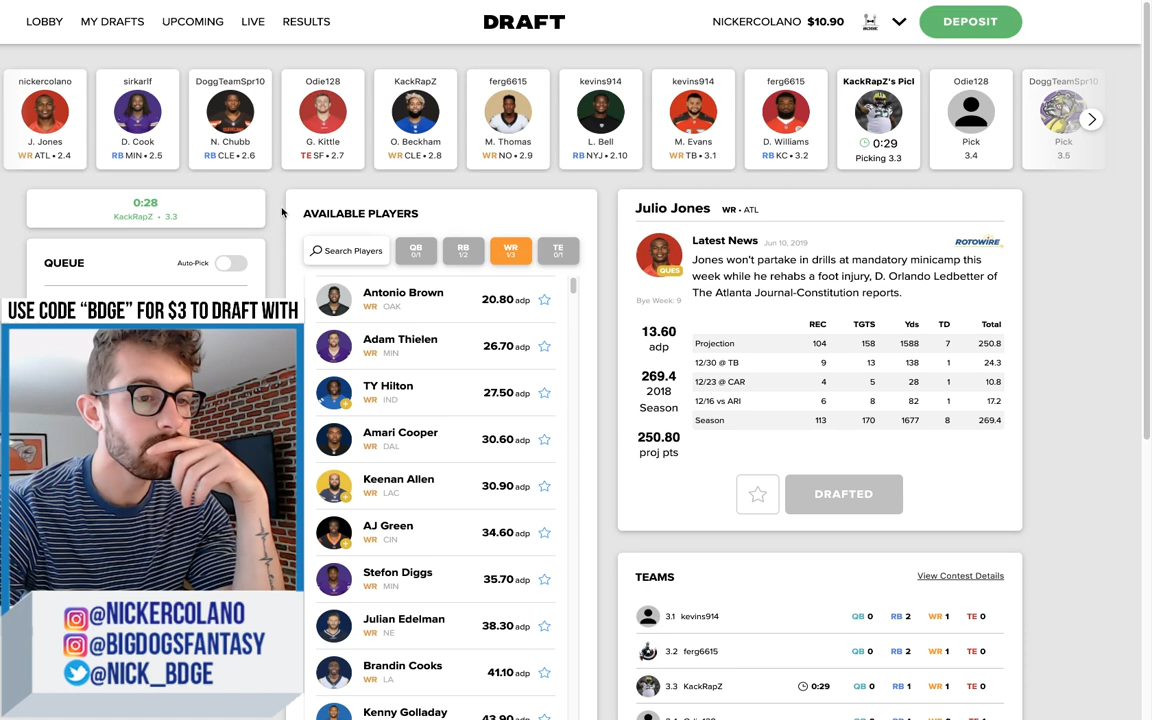 LOBBY MY DRAFTS UPCOMING LIVE RESULTS DRAFT NICKERCOLANO $10.90 DEPOSIT
nickercolano sirkarlf DoggTeamSpr10 Odie128 KackRapZ ferg6615 kevins914 kevins914 ferg6615 KackRapZ's Picl Odie128 DoggTeamSpr10
J. Jones D. Cook N. Chubb G. Kittle O. Beckham M. Thomas L. Bell M. Evans D. Williams 0:29 Pick Pick
WR ATL • 2.4 RB MIN • 2.5 RB CLE • 2.6 TE SF • 2.7 WR CLE • 2.8 WR NO • 2.9 RB NYJ • 2.10 WR TB • 3.1 RB KC • 3.2 Picking 3.3 3.4 3.5
0:28
KackRapZ • 3.3
QUEUE Auto-Pick
USE CODE "BDGE" FOR $3 TO DRAFT WITH
@NICKERCOLANO
@BIGDOGSFANTASY
@NICK_BDGE
AVAILABLE PLAYERS
Search Players QB RB WR TE
0/1 1/2 1/3 0/1
Antonio Brown 20.80 adp
WR OAK
Adam Thielen 26.70 adp
WR MIN
TY Hilton 27.50 adp
WR IND
Amari Cooper 30.60 adp
WR DAL
Keenan Allen 30.90 adp
WR LAC
AJ Green 34.60 adp
WR CIN
Stefon Diggs 35.70 adp
WR MIN
Julian Edelman 38.30 adp
WR NE
Brandin Cooks 41.10 adp
WR LA
Kenny Golladay 43.90 adp
Julio Jones WR • ATL
Latest News Jun 10, 2019 ROTOWIRE
Jones won't partake in drills at mandatory minicamp this
week while he rehabs a foot injury, D. Orlando Ledbetter of
The Atlanta Journal-Constitution reports.
QUES
Bye Week: 9
13.60
adp
269.4
2018
Season
250.80
proj pts
REC TGTS Yds TD Total
Projection 104 158 1588 7 250.8
12/30 @ TB 9 13 138 1 24.3
12/23 @ CAR 4 5 28 1 10.8
12/16 vs ARI 6 8 82 1 17.2
Season 113 170 1677 8 269.4
DRAFTED
TEAMS View Contest Details
3.1 kevins914 QB 0 RB 2 WR 1 TE 0
3.2 ferg6615 QB 0 RB 2 WR 1 TE 0
3.3 KackRapZ 0:29 QB 0 RB 1 WR 1 TE 0